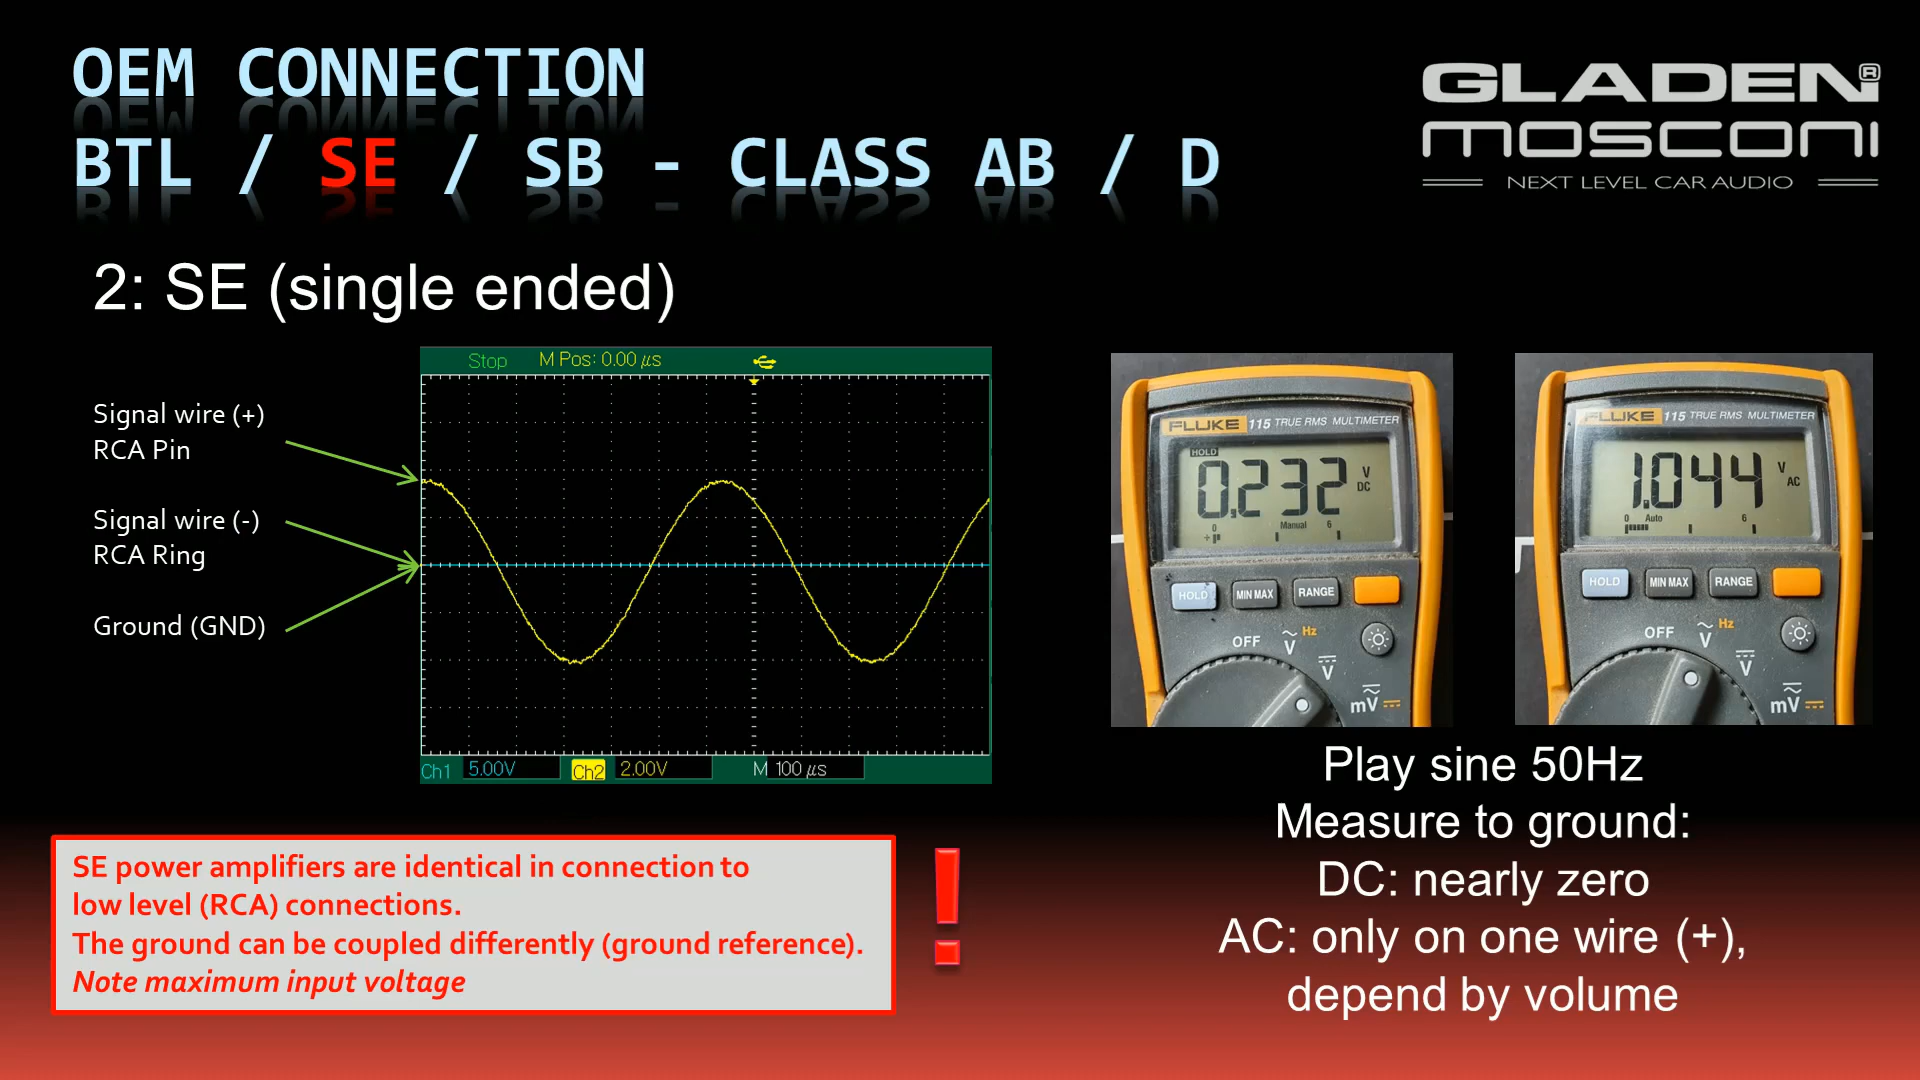 OEM CONNECTION
BTL / SE / SB - CLASS AB / D
GLADEN®
MOSCONI
NEXT LEVEL CAR AUDIO
2: SE (single ended)
Stop M Pos: 0.00 µs
Signal wire (+)
RCA Pin
Signal wire (-)
RCA Ring
Ground (GND)
Ch1 5.00V Ch2 2.00V M 100 µs
FLUKE 115 TRUE RMS MULTIMETER
HOLD
0.232 V DC
0 Manual 6
HOLD MIN MAX RANGE
OFF V Hz
V
mV
FLUKE 115 TRUE RMS MULTIMETER
1.044 V AC
0 Auto 6
HOLD MIN MAX RANGE
OFF V Hz
V
mV
Play sine 50Hz
Measure to ground:
DC: nearly zero
AC: only on one wire (+),
depend by volume
SE power amplifiers are identical in connection to
low level (RCA) connections.
The ground can be coupled differently (ground reference).
Note maximum input voltage
!